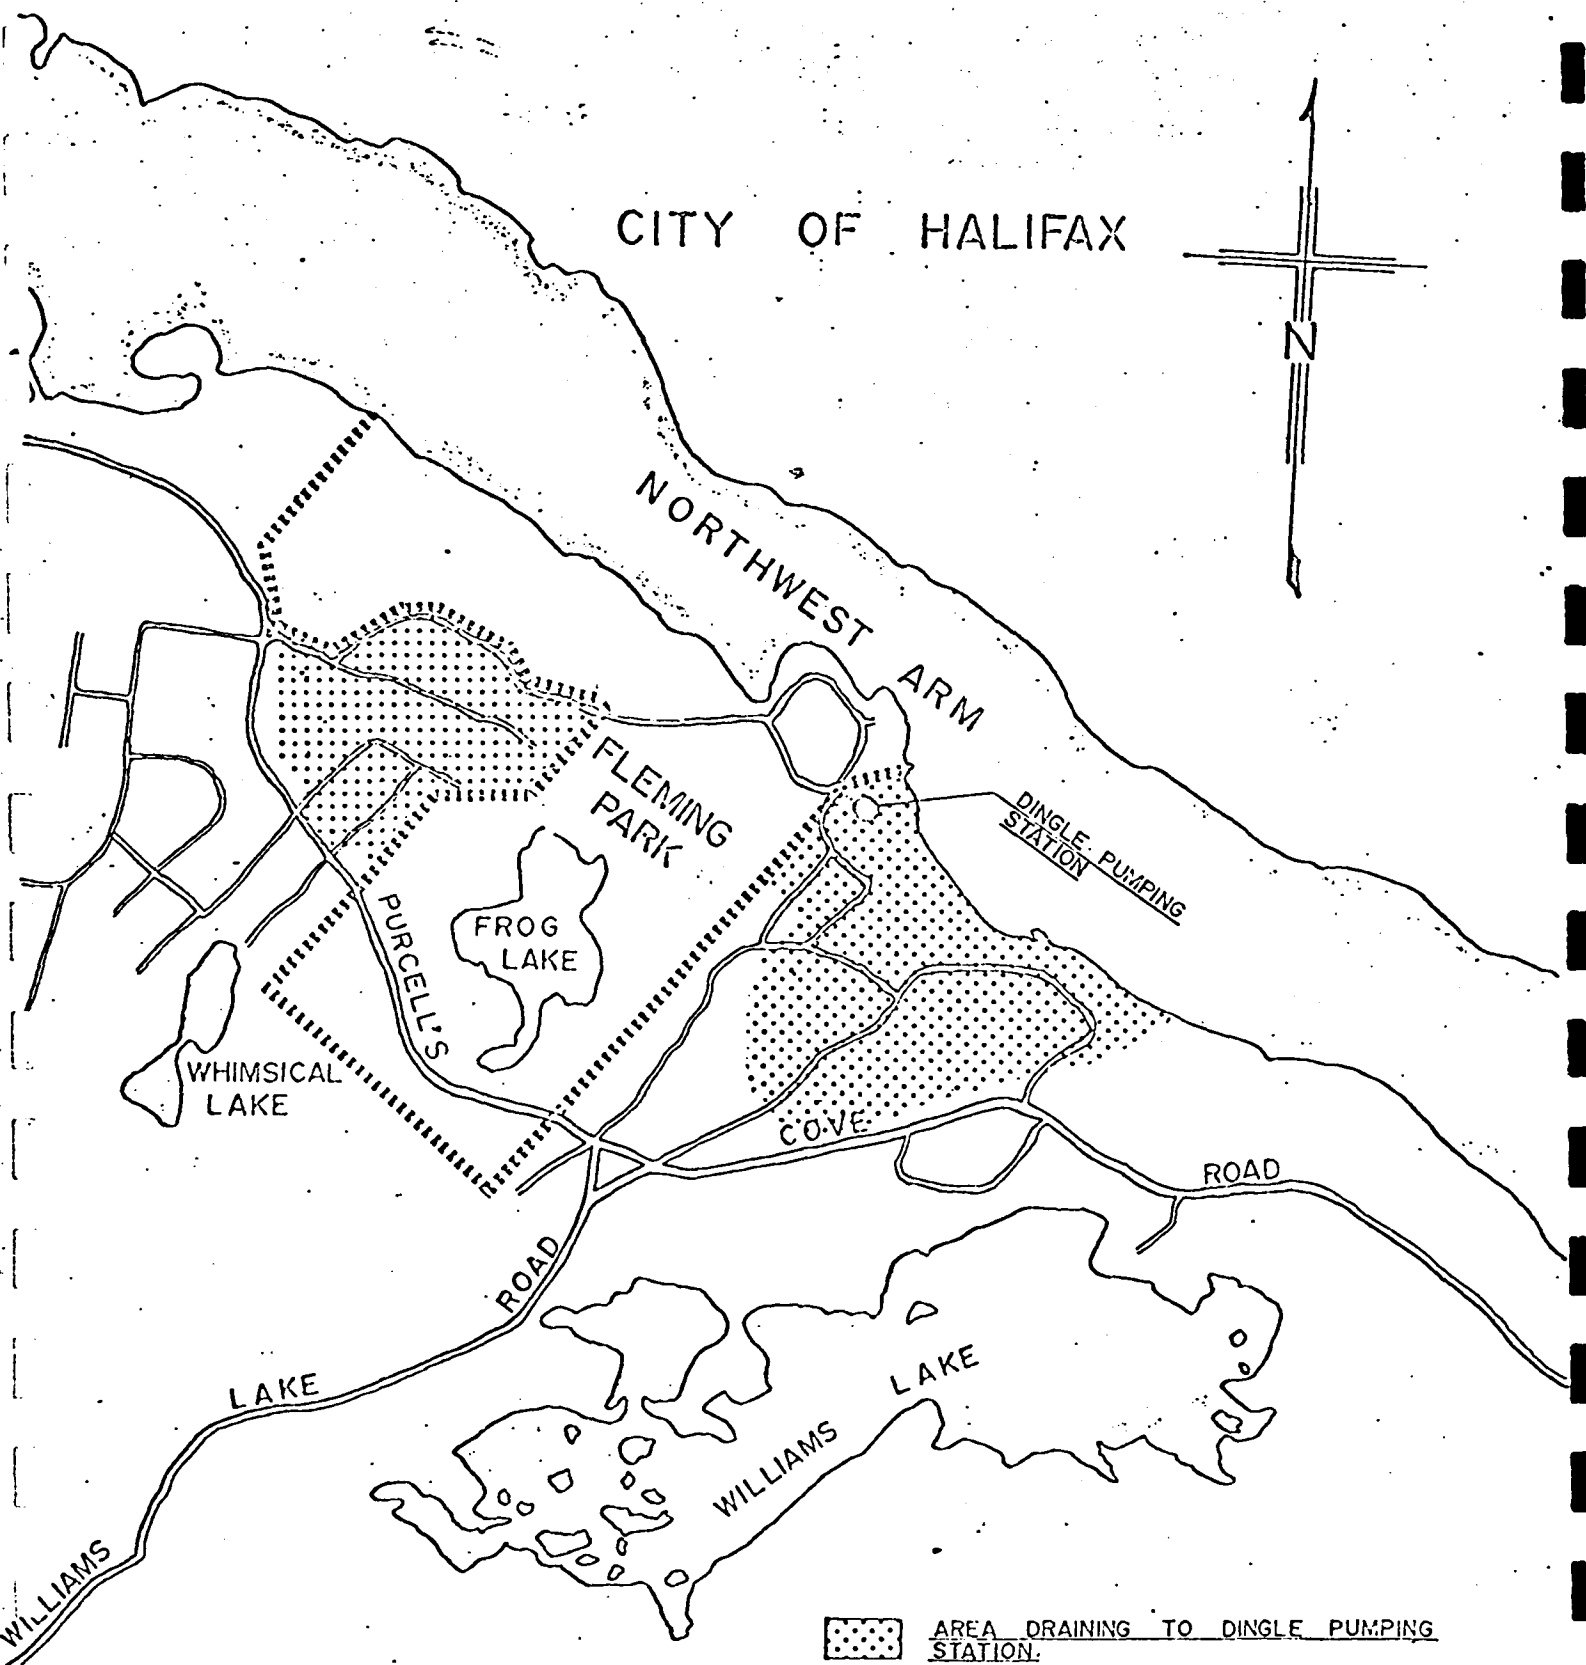 CITY OF HALIFAX
N
NORTHWEST ARM
FLEMING
PARK
DINGLE PUMPING
STATION
FROG
LAKE
PURCELL'S
WHIMSICAL
LAKE
COVE
ROAD
ROAD
LAKE
WILLIAMS
WILLIAMS
LAKE
AREA DRAINING TO DINGLE PUMPING
STATION.